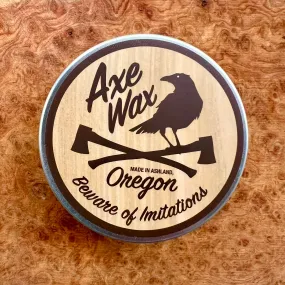 Axe
Wax
MADE IN ASHLAND,
Oregon
Beware of Imitations